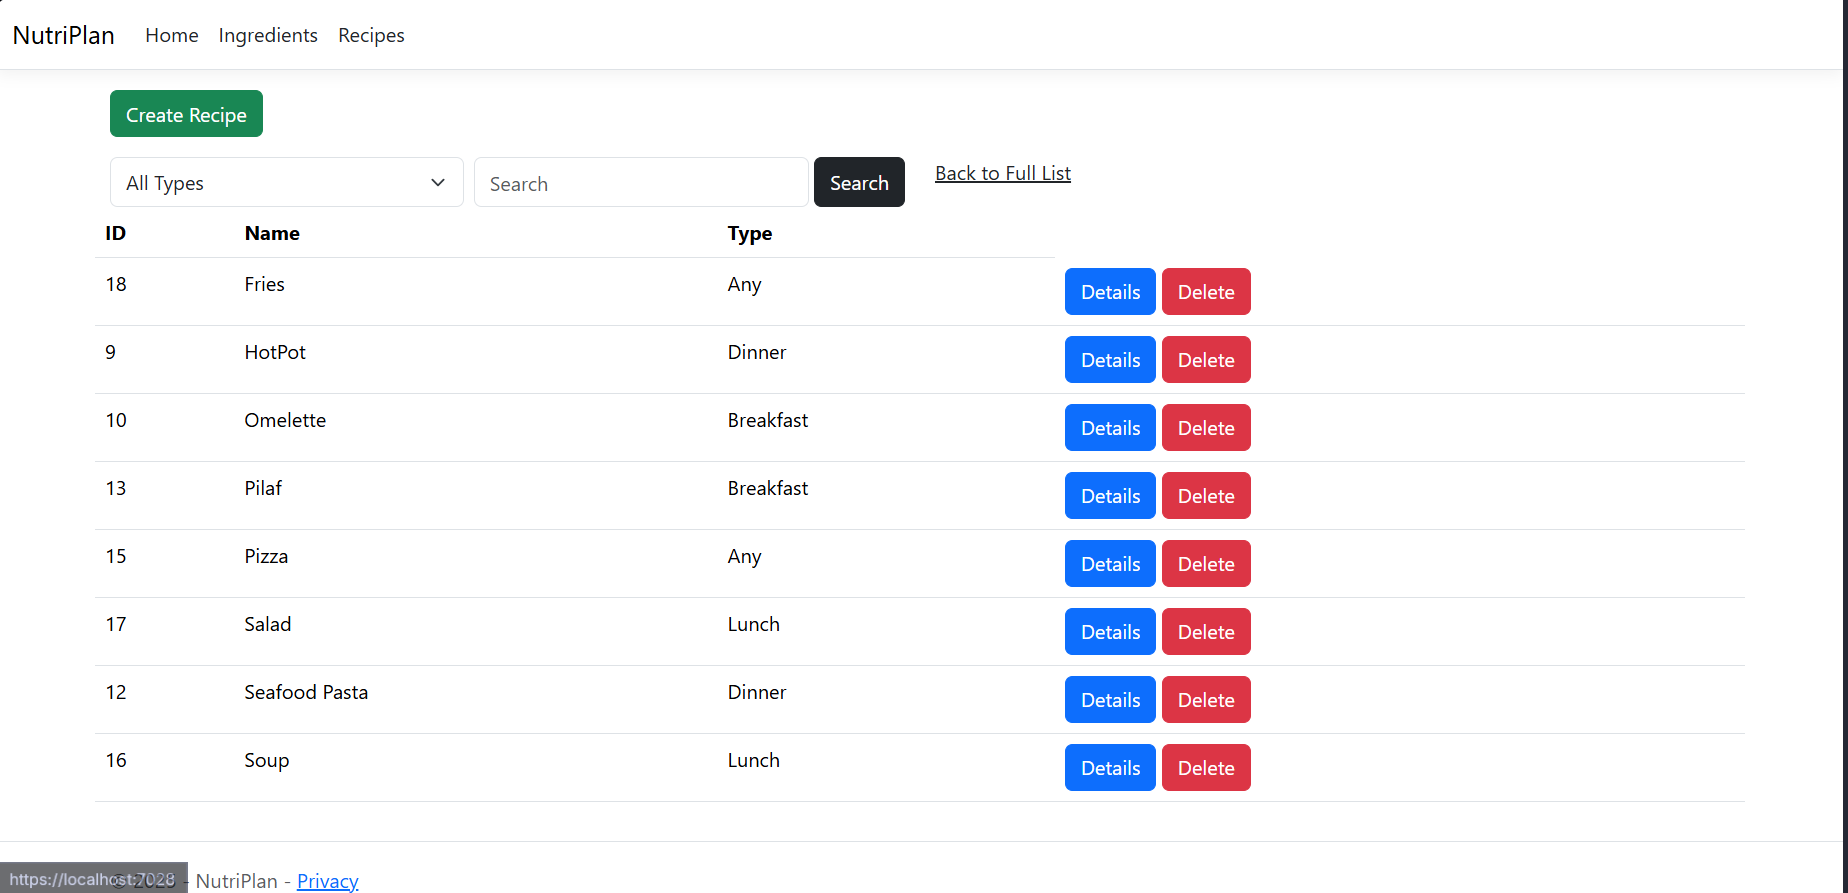 NutriPlan Home Ingredients Recipes
Create Recipe
All Types Search Search Back to Full List
ID Name Type
18 Fries Any Details Delete
9 HotPot Dinner Details Delete
10 Omelette Breakfast Details Delete
13 Pilaf Breakfast Details Delete
15 Pizza Any Details Delete
17 Salad Lunch Details Delete
12 Seafood Pasta Dinner Details Delete
16 Soup Lunch Details Delete
- NutriPlan - Privacy
https://localhost:7028